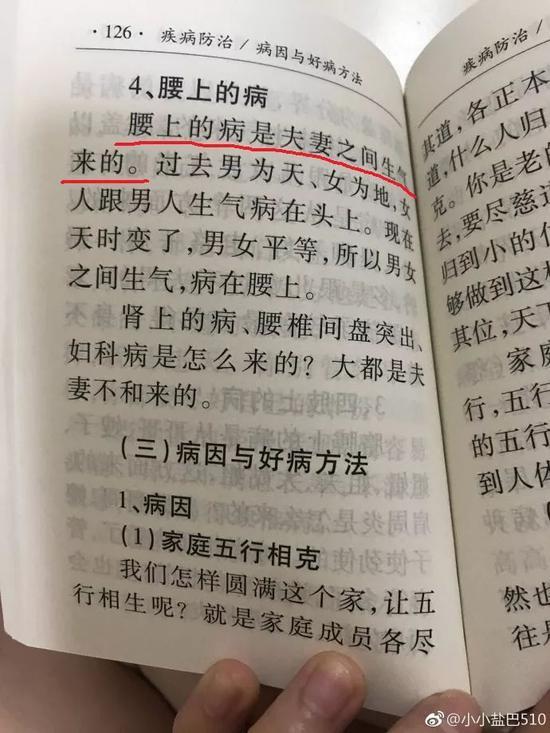 ·126· 疾病防治/病因与好病方法
4、腰上的病
腰上的病是夫妻之间生气
来的。过去男为天、女为地,女
人跟男人生气病在头上。现在
天时变了,男女平等,所以男女
之间生气,病在腰上。
肾上的病、腰椎间盘突出、
妇科病是怎么来的?大都是夫
妻不和来的。
(三)病因与好病方法
1、病因
(1)家庭五行相克
我们怎样圆满这个家,让五
行相生呢?就是家庭成员各尽
疾病防治/
其道,各正本
道,什么人归
克。你是老的
去,要尽慈道
归到小的位
够做到这样
其位,天下
家庭
行,五行
的五行
到人体
然也
往是
@小小盐巴510